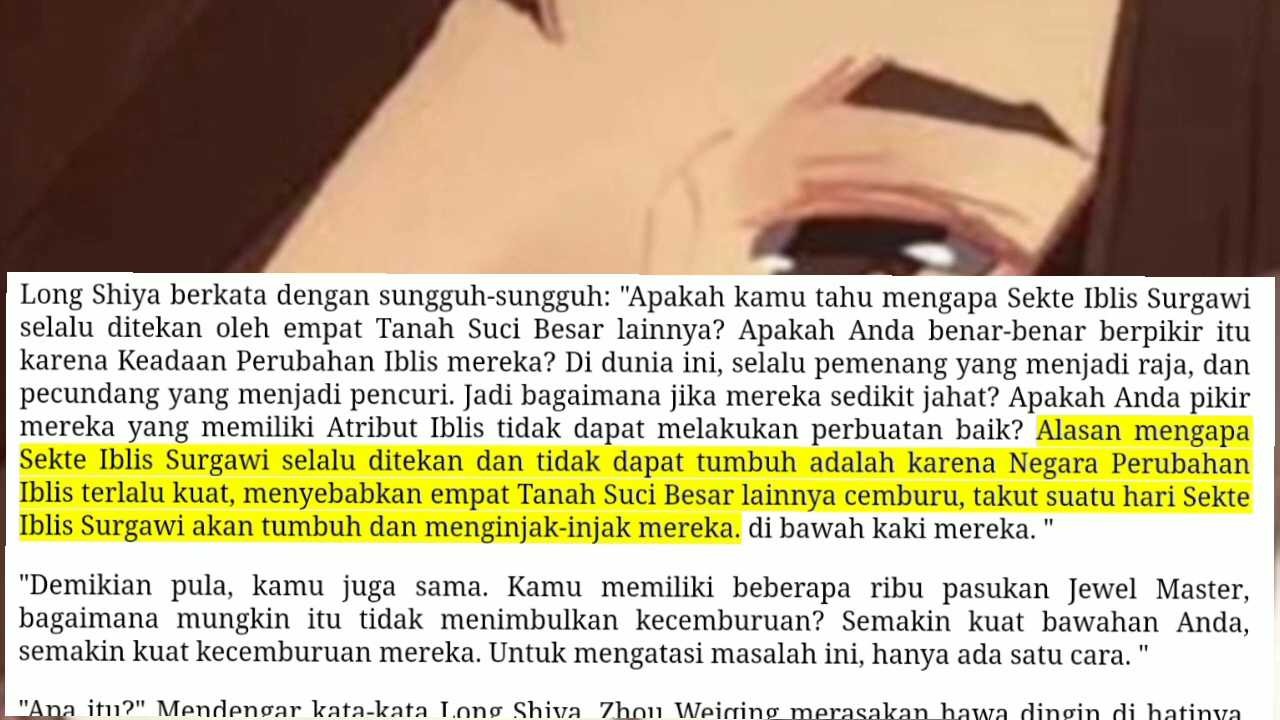 Long Shiya berkata dengan sungguh-sungguh: "Apakah kamu tahu mengapa Sekte Iblis Surgawi
selalu ditekan oleh empat Tanah Suci Besar lainnya? Apakah Anda benar-benar berpikir itu
karena Keadaan Perubahan Iblis mereka? Di dunia ini, selalu pemenang yang menjadi raja, dan
pecundang yang menjadi pencuri. Jadi bagaimana jika mereka sedikit jahat? Apakah Anda pikir
mereka yang memiliki Atribut Iblis tidak dapat melakukan perbuatan baik? Alasan mengapa
Sekte Iblis Surgawi selalu ditekan dan tidak dapat tumbuh adalah karena Negara Perubahan
Iblis terlalu kuat, menyebabkan empat Tanah Suci Besar lainnya cemburu, takut suatu hari Sekte
Iblis Surgawi akan tumbuh dan menginjak-injak mereka. di bawah kaki mereka. "
"Demikian pula, kamu juga sama. Kamu memiliki beberapa ribu pasukan Jewel Master,
bagaimana mungkin itu tidak menimbulkan kecemburuan? Semakin kuat bawahan Anda,
semakin kuat kecemburuan mereka. Untuk mengatasi masalah ini, hanya ada satu cara. "
"Apa itu?" Mendengar kata-kata Long Shiya, Zhou Weiqing merasakan hawa dingin di hatinya.